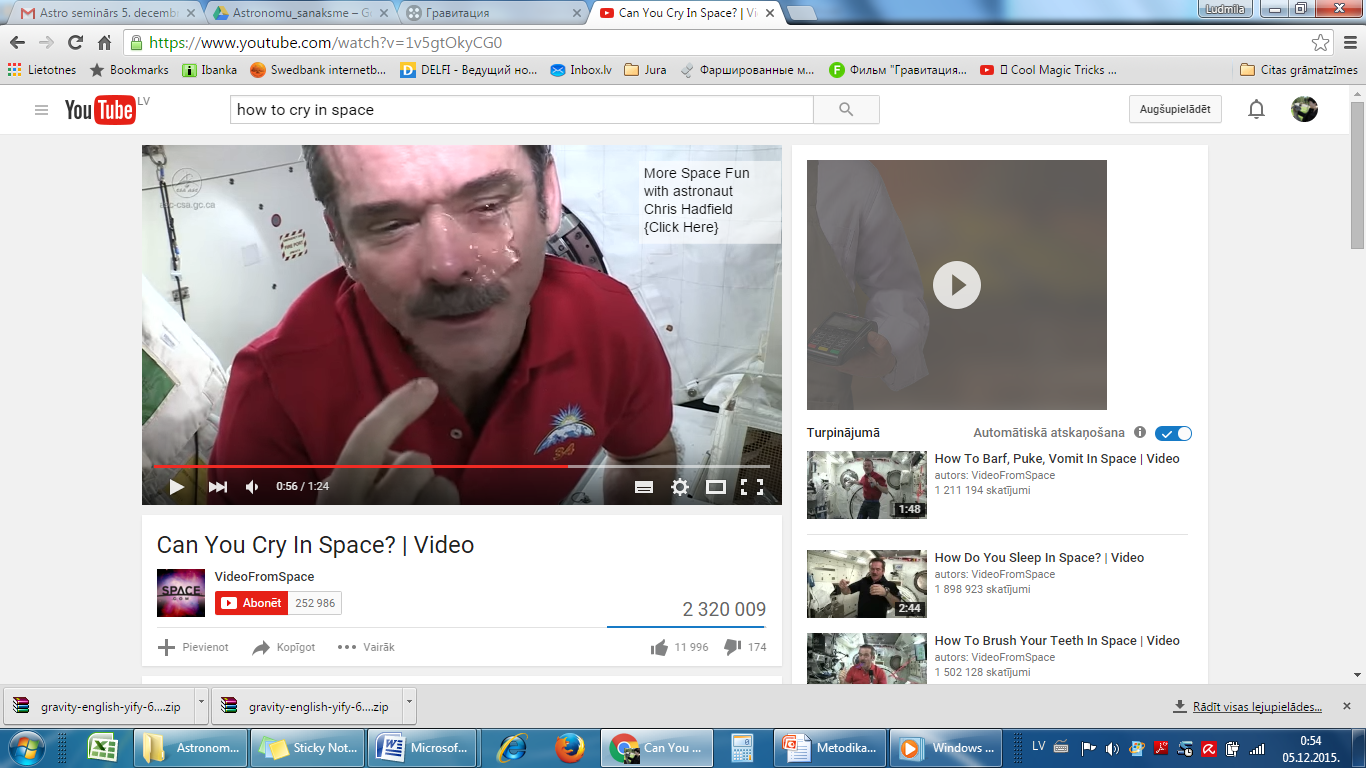 Astro seminārs 5. decembr
Astronomu_sanaksme – G
Гравитация
Can You Cry In Space? | Vi
Ludmila
https://www.youtube.com/watch?v=1v5gtOkyCG0
Lietotnes
Bookmarks
Ibanka
Swedbank internetb...
DELFI - Ведущий но...
Inbox.lv
Jura
Фаршированные м...
Фильм "Гравитация...
Cool Magic Tricks ...
Citas grāmatzīmes
YouTube LV
how to cry in space
Augšupielādēt
asc-csa.gc.ca
More Space Fun
with astronaut
Chris Hadfield
{Click Here}
0:56 / 1:24
Can You Cry In Space? | Video
SPACE
.COM
VideoFromSpace
Abonēt 252 986
2 320 009
Pievienot
Kopīgot
Vairāk
11 996
174
Turpinājumā
Automātiskā atskaņošana
How To Barf, Puke, Vomit In Space | Video
autors: VideoFromSpace
1 211 194 skatījumi
1:48
How Do You Sleep In Space? | Video
autors: VideoFromSpace
1 898 923 skatījumi
2:44
How To Brush Your Teeth In Space | Video
autors: VideoFromSpace
1 502 128 skatījumi
gravity-english-yify-6....zip
gravity-english-yify-6....zip
Rādīt visas lejupielādes...
Astronom...
Sticky Not...
Microsof...
Can You ...
Metodika...
Windows ...
LV
0:54
05.12.2015.